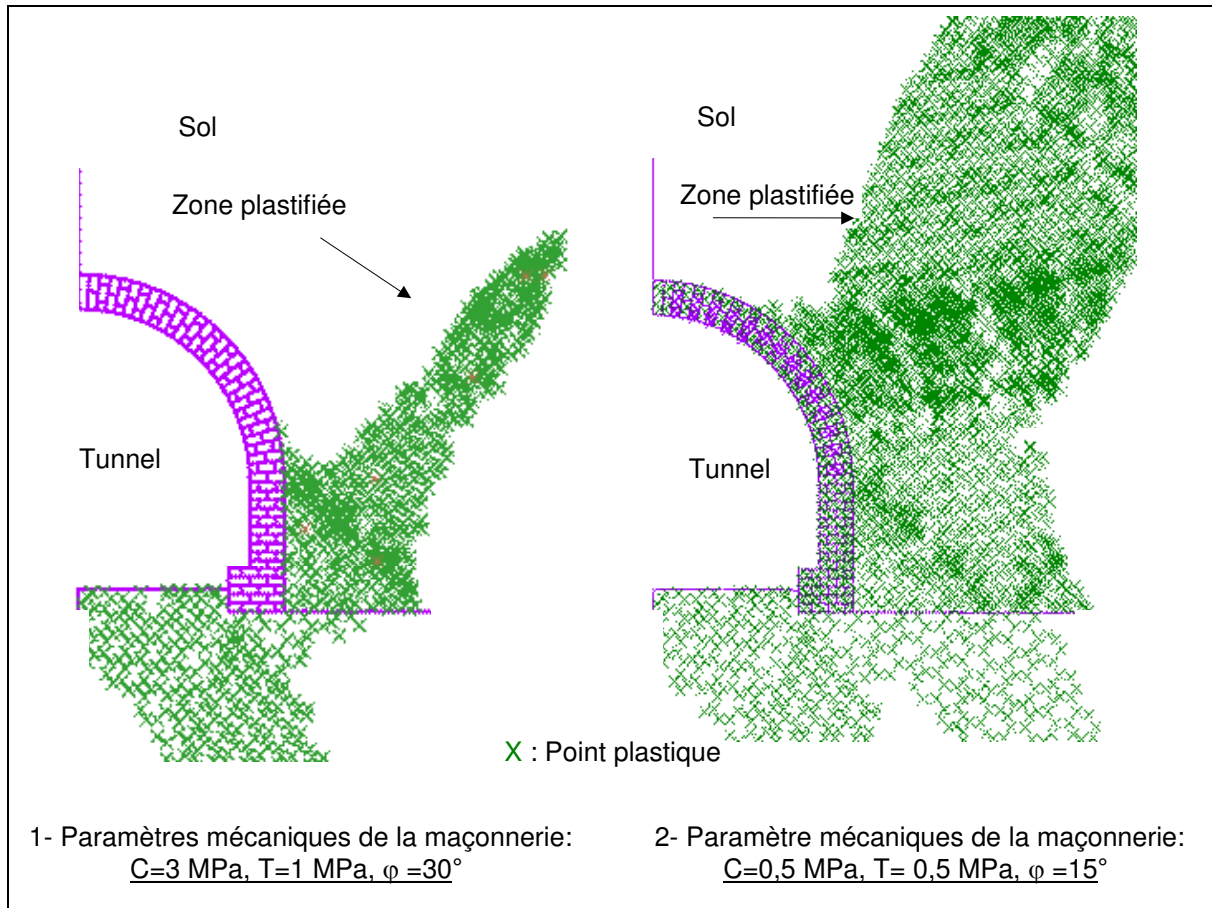 Sol
Zone plastifiée
Tunnel
Sol
Zone plastifiée
Tunnel
X : Point plastique
1- Paramètres mécaniques de la maçonnerie:
C=3 MPa, T=1 MPa, φ =30°
2- Paramètre mécaniques de la maçonnerie:
C=0,5 MPa, T= 0,5 MPa, φ =15°